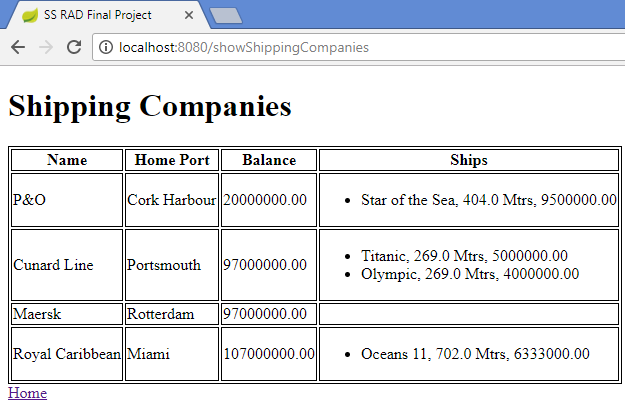 SS RAD Final Project
localhost:8080/showShippingCompanies
Shipping Companies
Name Home Port Balance Ships
P&O Cork Harbour 20000000.00 • Star of the Sea, 404.0 Mtrs, 9500000.00
Cunard Line Portsmouth 97000000.00 • Titanic, 269.0 Mtrs, 5000000.00
• Olympic, 269.0 Mtrs, 4000000.00
Maersk Rotterdam 97000000.00
Royal Caribbean Miami 107000000.00 • Oceans 11, 702.0 Mtrs, 6333000.00
Home